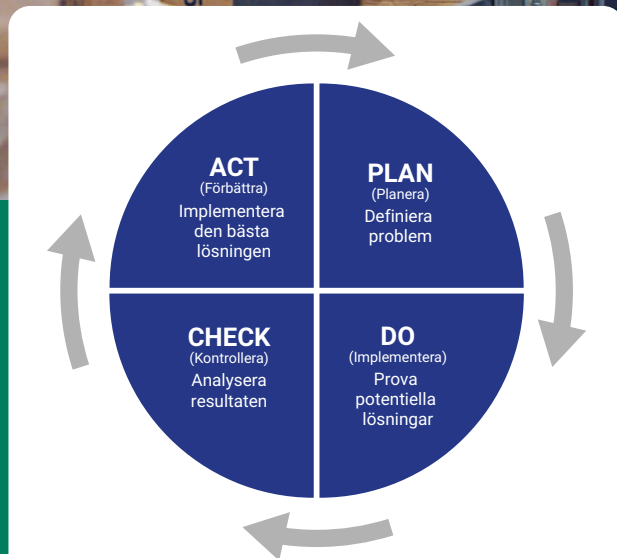 ACT
(Förbättra)
Implementera
den bästa
lösningen
PLAN
(Planera)
Definiera
problem
CHECK
(Kontrollera)
Analysera
resultaten
DO
(Implementera)
Prova
potentiella
lösningar